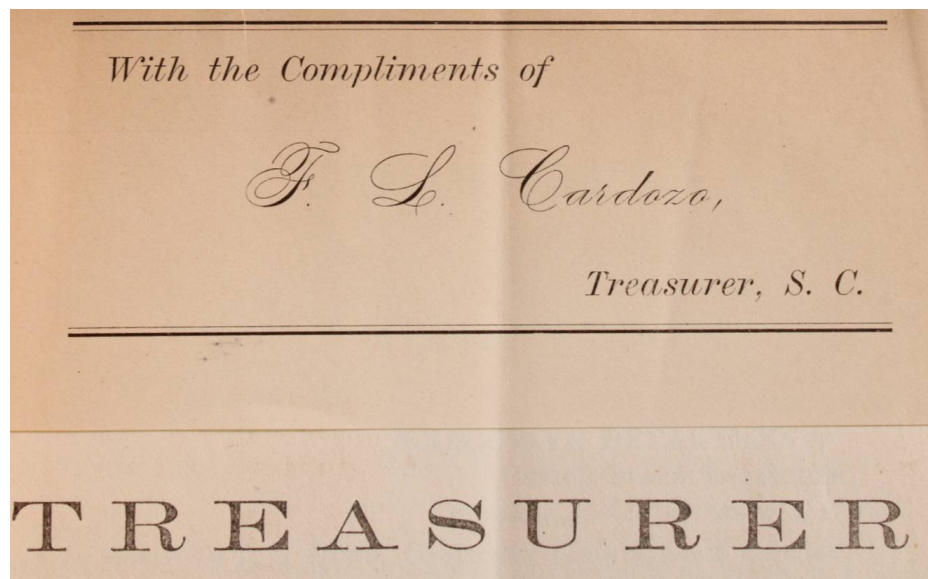 With the Compliments of
F. L. Cardozo,
Treasurer, S. C.
TREASURER